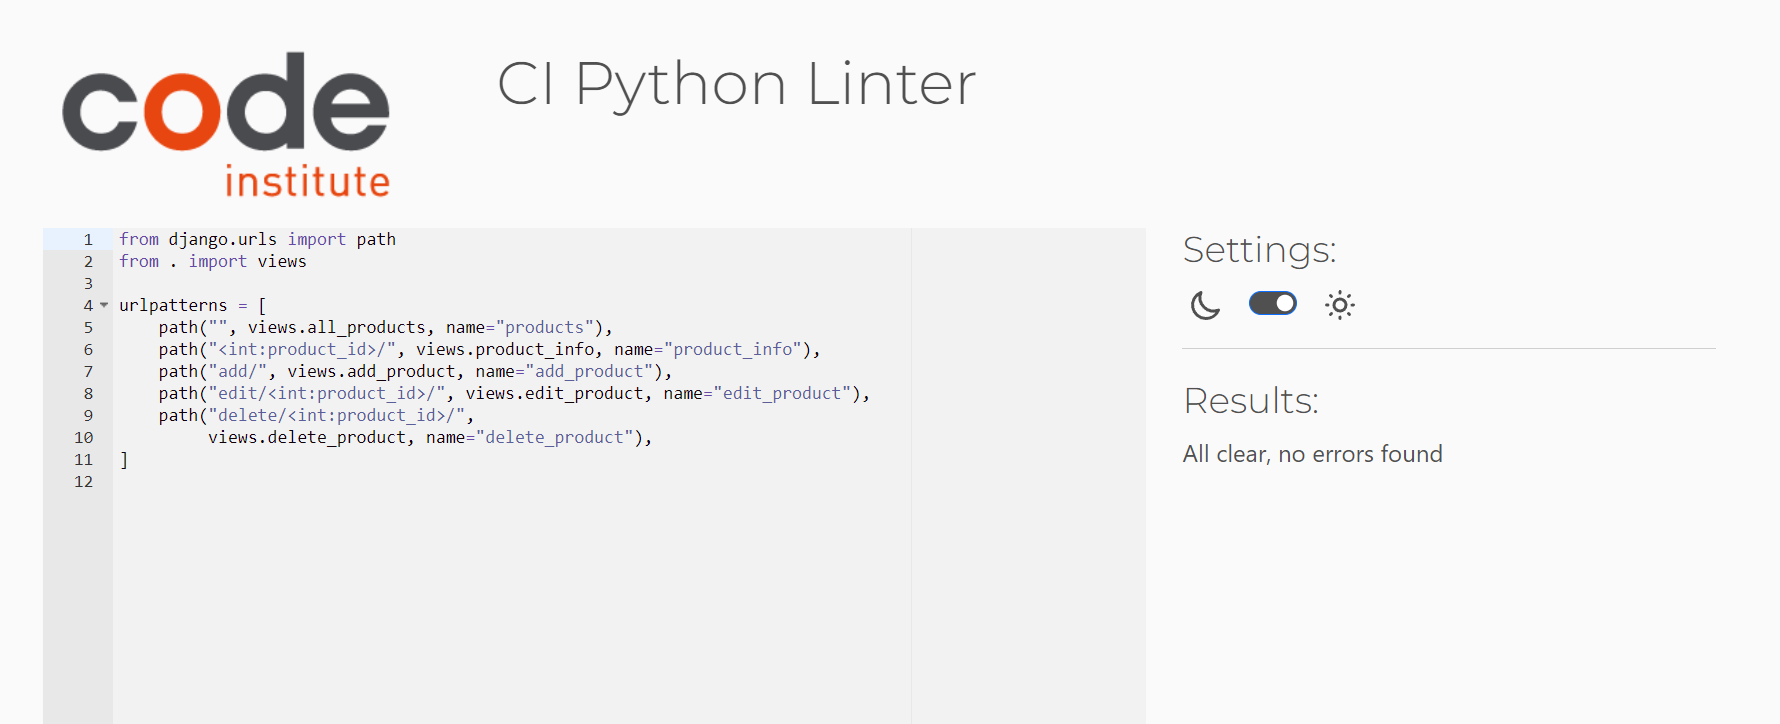 code
institute
CI Python Linter
1 from django.urls import path
2 from . import views
3
4 urlpatterns = [
5     path("", views.all_products, name="products"),
6     path("<int:product_id>/", views.product_info, name="product_info"),
7     path("add/", views.add_product, name="add_product"),
8     path("edit/<int:product_id>/", views.edit_product, name="edit_product"),
9     path("delete/<int:product_id>/",
10          views.delete_product, name="delete_product"),
11 ]
12
Settings:
Results:
All clear, no errors found